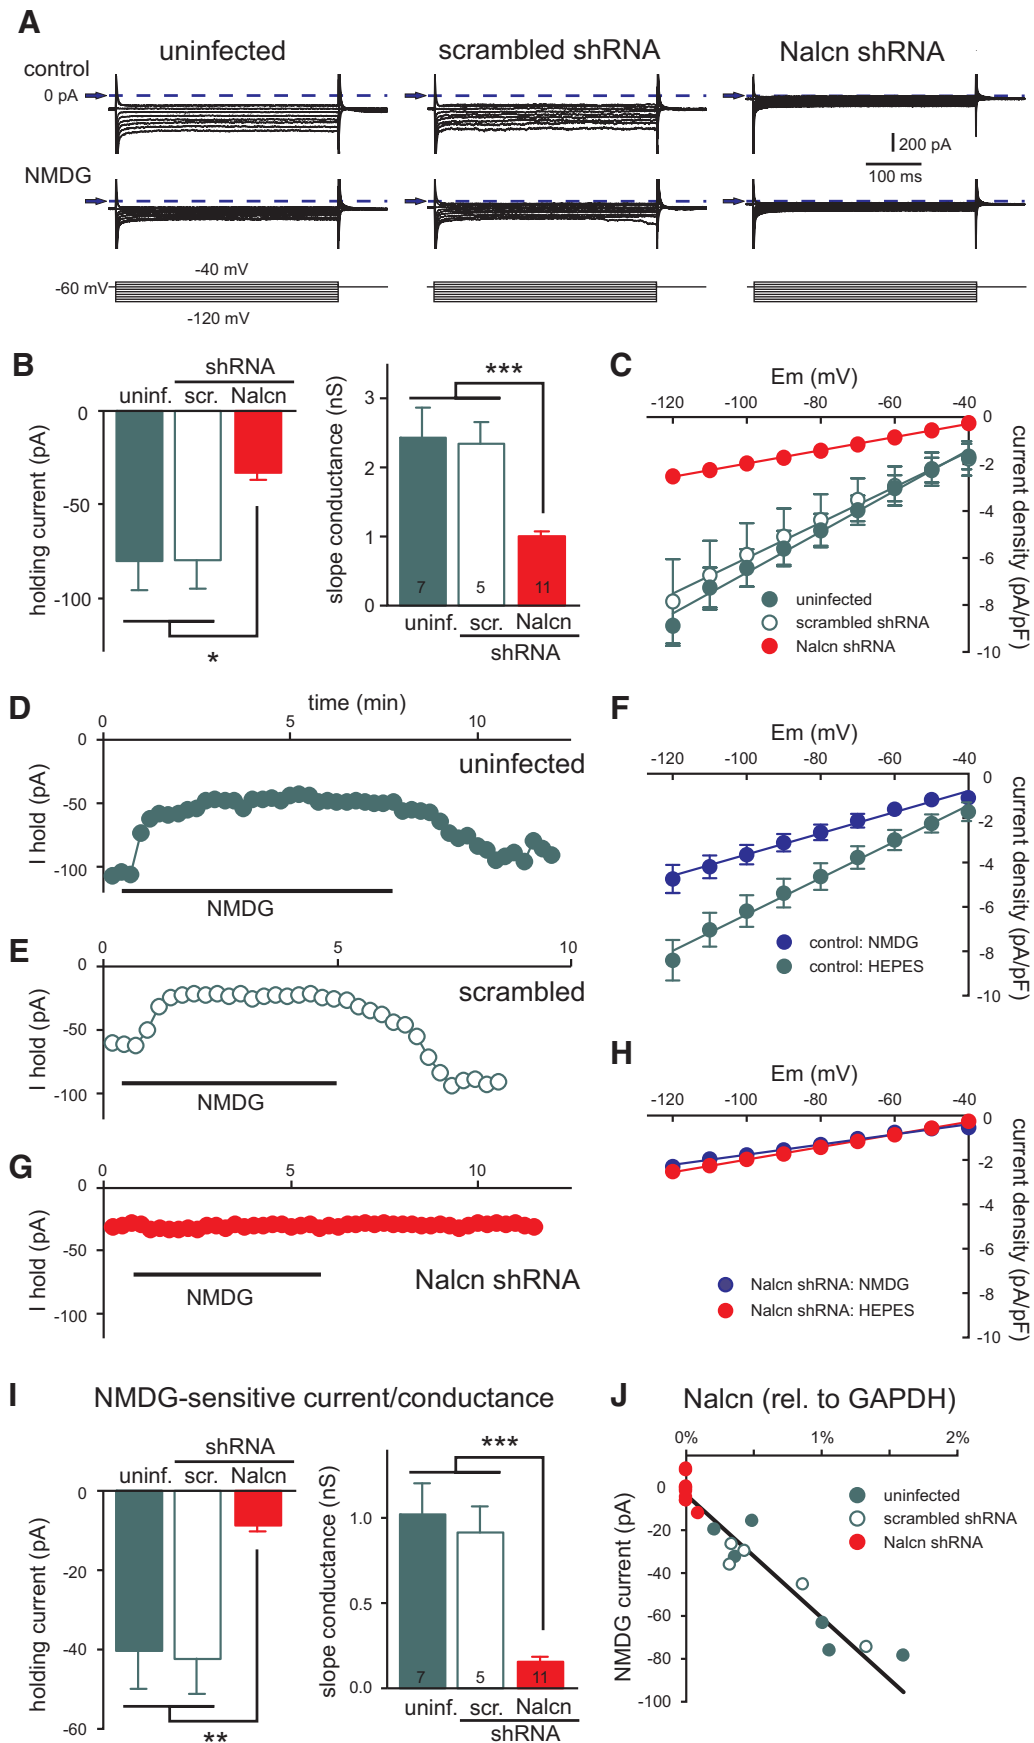 A
uninfected
scrambled shRNA
Nalcn shRNA
control
0 pA
200 pA
100 ms
NMDG
-40 mV
-60 mV
-120 mV
B
shRNA
uninf. scr. Nalcn
0
-50
-100
holding current (pA)
*
slope conductance (nS)
3
2
1
0
***
7
5
11
uninf. scr. Nalcn
shRNA
C
Em (mV)
-120 -100 -80 -60 -40
0
-2
-4
-6
-8
-10
current density (pA/pF)
uninfected
scrambled shRNA
Nalcn shRNA
D
time (min)
0 5 10
0
-50
-100
I hold (pA)
uninfected
NMDG
E
0 5 10
0
-50
-100
I hold (pA)
scrambled
NMDG
F
Em (mV)
-120 -100 -80 -60 -40
0
-2
-4
-6
-8
-10
current density (pA/pF)
control: NMDG
control: HEPES
G
0 5 10
0
-50
-100
I hold (pA)
Nalcn shRNA
NMDG
H
Em (mV)
-120 -100 -80 -60 -40
0
-2
-4
-6
-8
-10
current density (pA/pF)
Nalcn shRNA: NMDG
Nalcn shRNA: HEPES
I
NMDG-sensitive current/conductance
shRNA
uninf. scr. Nalcn
0
-20
-40
-60
holding current (pA)
**
slope conductance (nS)
1.0
0.5
0.0
***
7
5
11
uninf. scr. Nalcn
shRNA
J
Nalcn (rel. to GAPDH)
0% 1% 2%
0
-20
-40
-60
-80
-100
NMDG current (pA)
uninfected
scrambled shRNA
Nalcn shRNA